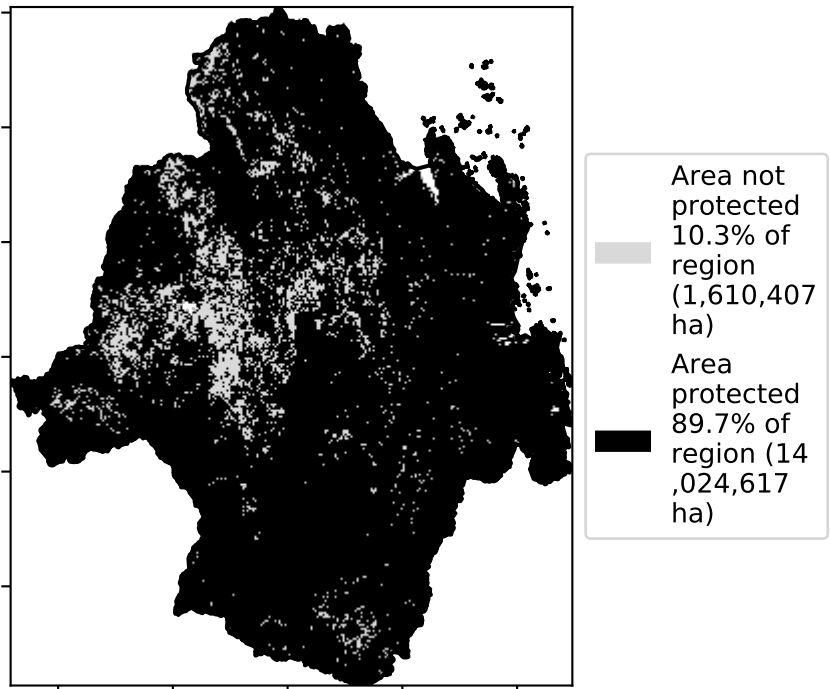 Area not
protected
10.3% of
region
(1,610,407
ha)
Area
protected
89.7% of
region (14
,024,617
ha)